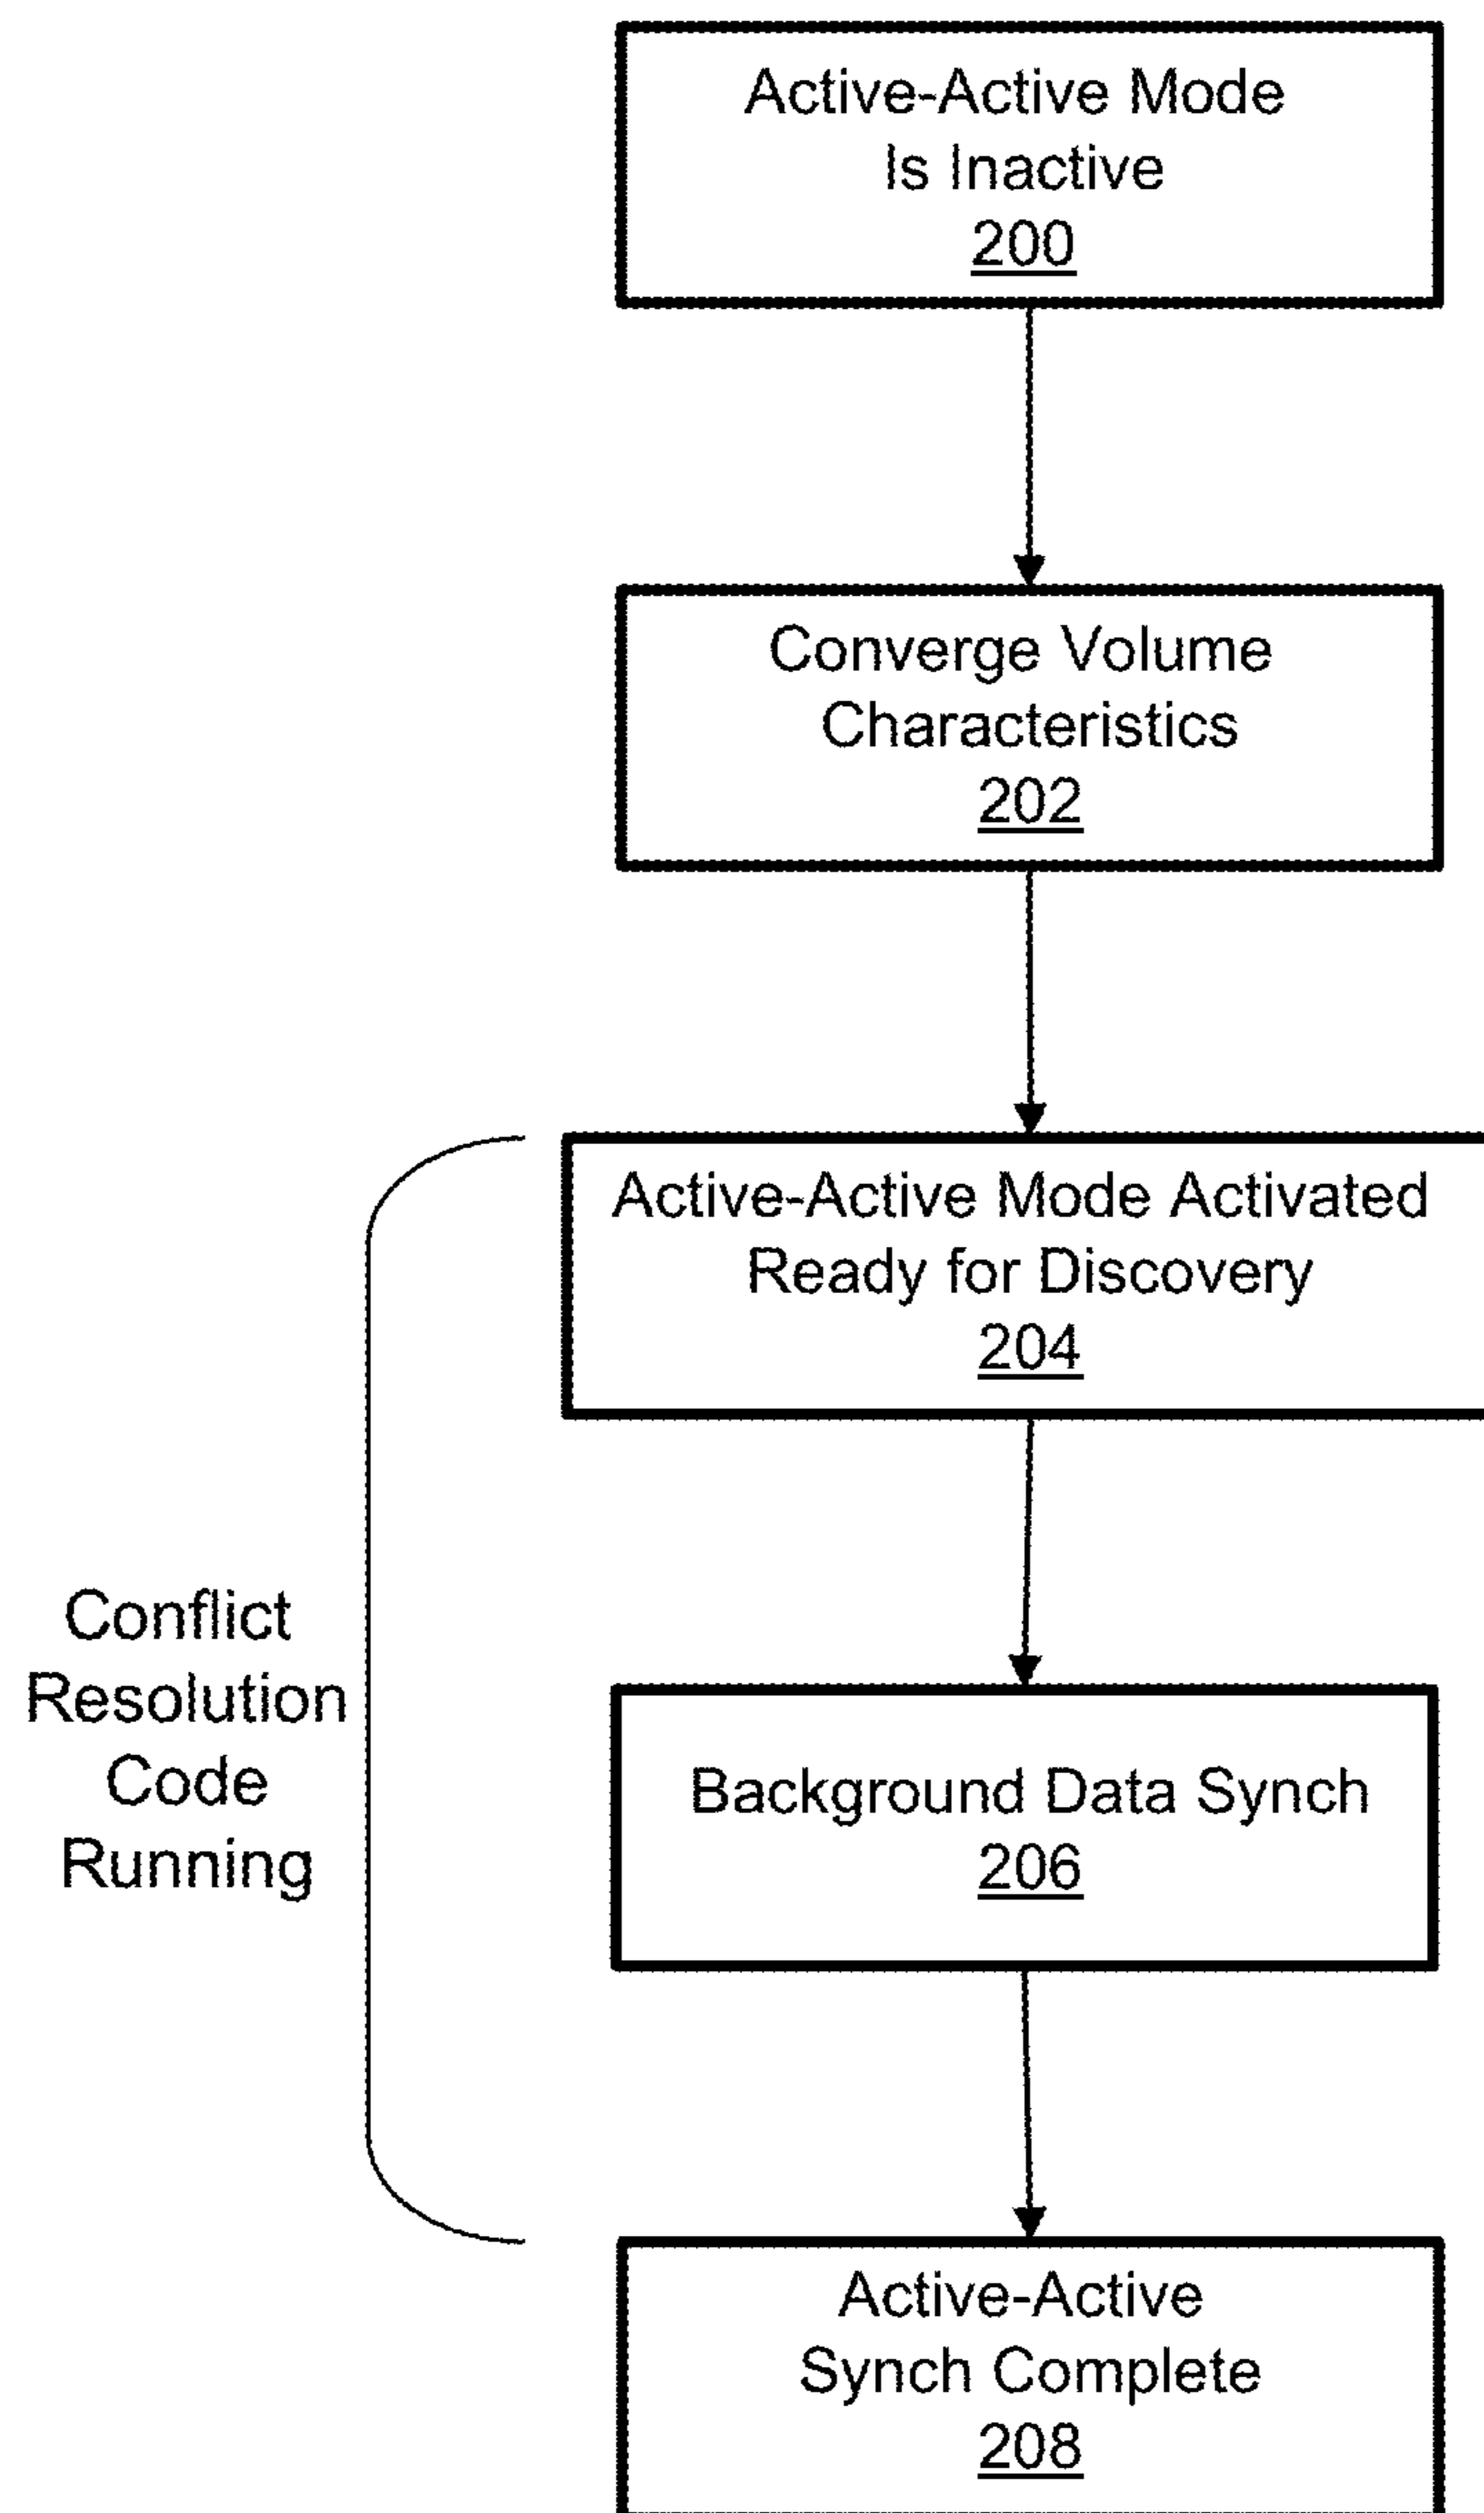 Active-Active Mode
Is Inactive
200
Converge Volume
Characteristics
202
Active-Active Mode Activated
Ready for Discovery
204
Conflict
Resolution
Code
Running
Background Data Synch
206
Active-Active
Synch Complete
208